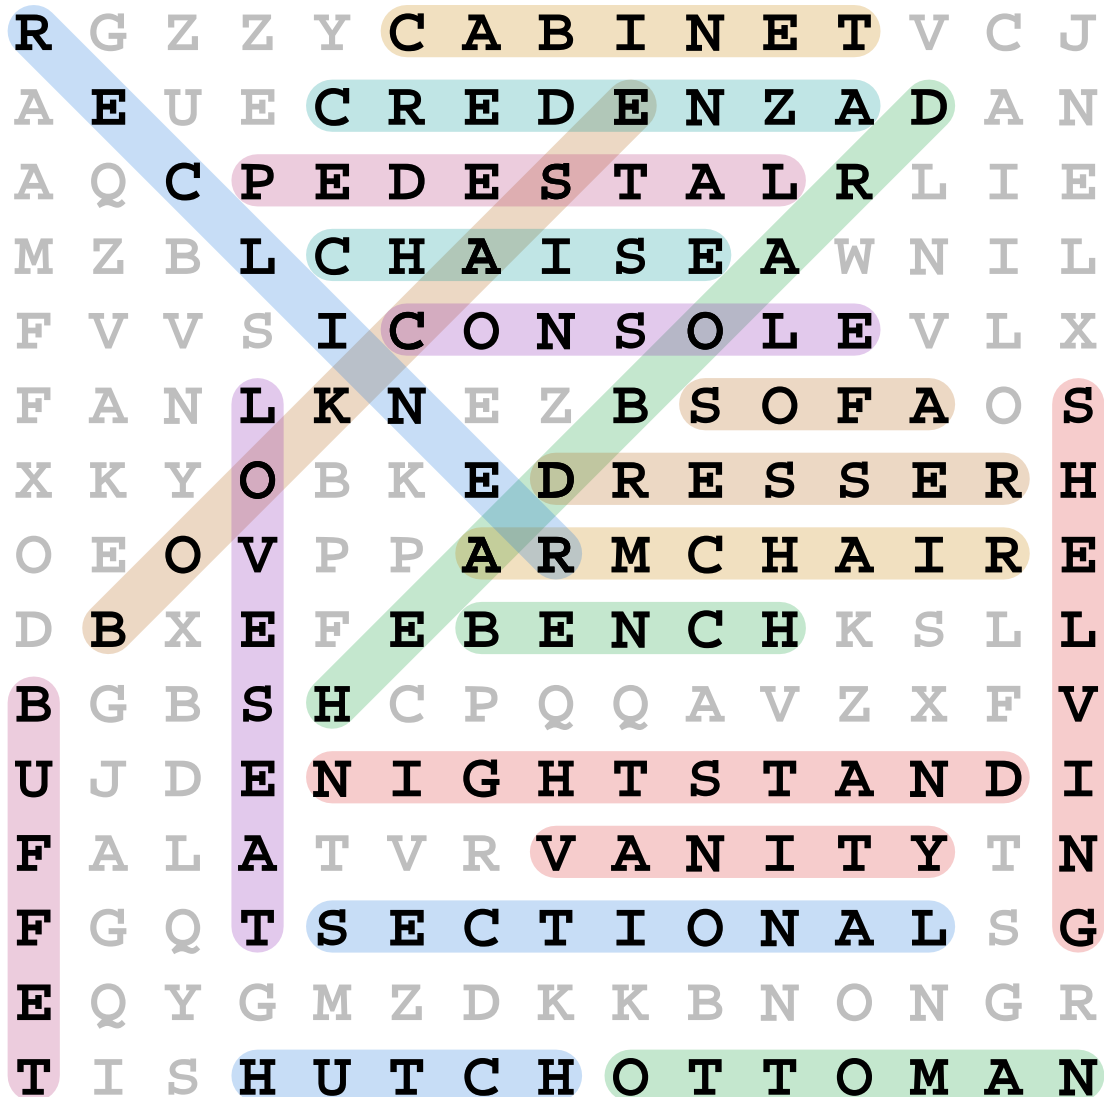 R G Z Z Y C A B I N E T V C J
A E U E C R E D E N Z A D A N
A Q C P E D E S T A L R L I E
M Z B L C H A I S E A W N I L
F V V S I C O N S O L E V L X
F A N L K N E Z B S O F A O S
X K Y O B K E D R E S S E R H
O E O V P P A R M C H A I R E
D B X E F E B E N C H K S L L
B G B S H C P Q Q A V Z X F V
U J D E N I G H T S T A N D I
F A L A T V R V A N I T Y T N
F G Q T S E C T I O N A L S G
E Q Y G M Z D K K B N O N G R
T I S H U T C H O T T O M A N